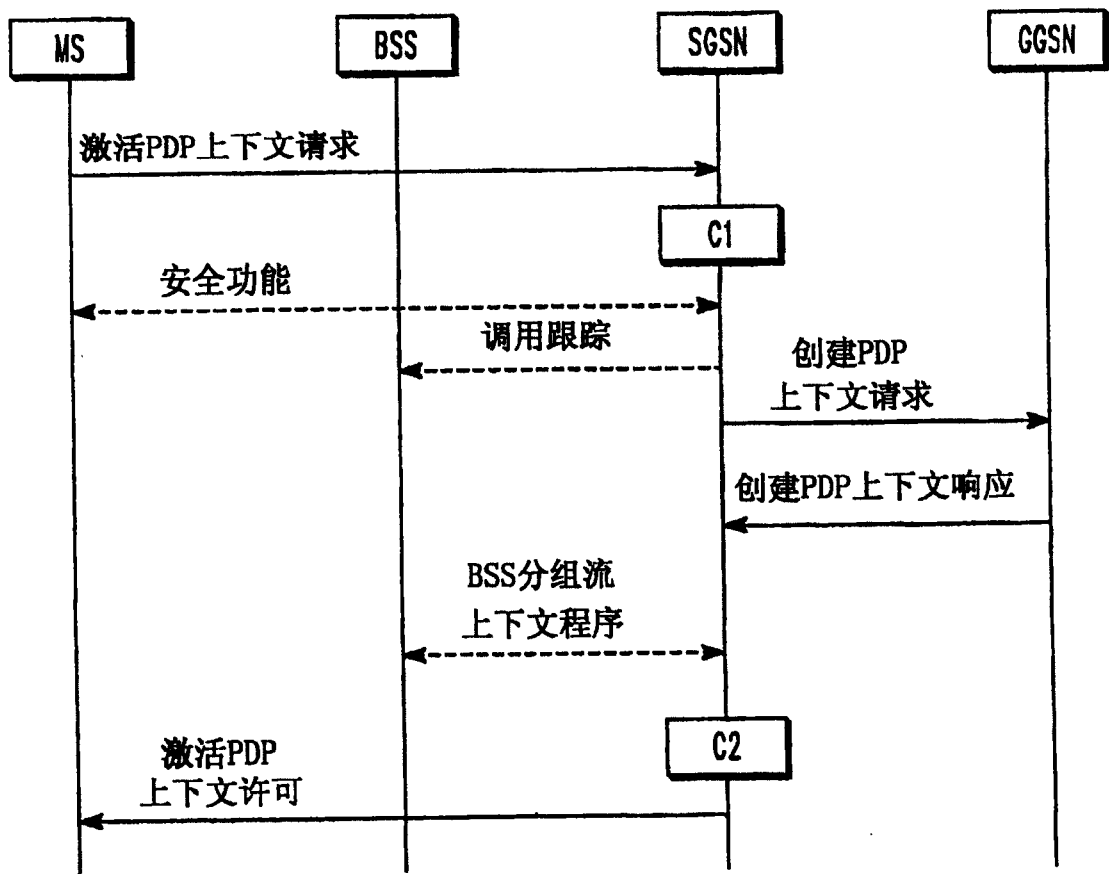 MS
BSS
SGSN
GGSN
激活PDP上下文请求
C1
安全功能
调用跟踪
创建PDP
上下文请求
创建PDP上下文响应
BSS分组流
上下文程序
C2
激活PDP
上下文许可